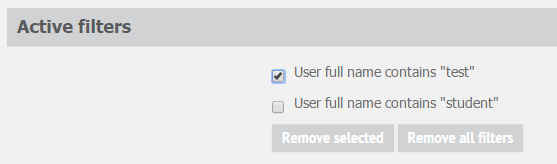 Active filters
User full name contains "test"
User full name contains "student"
Remove selected Remove all filters